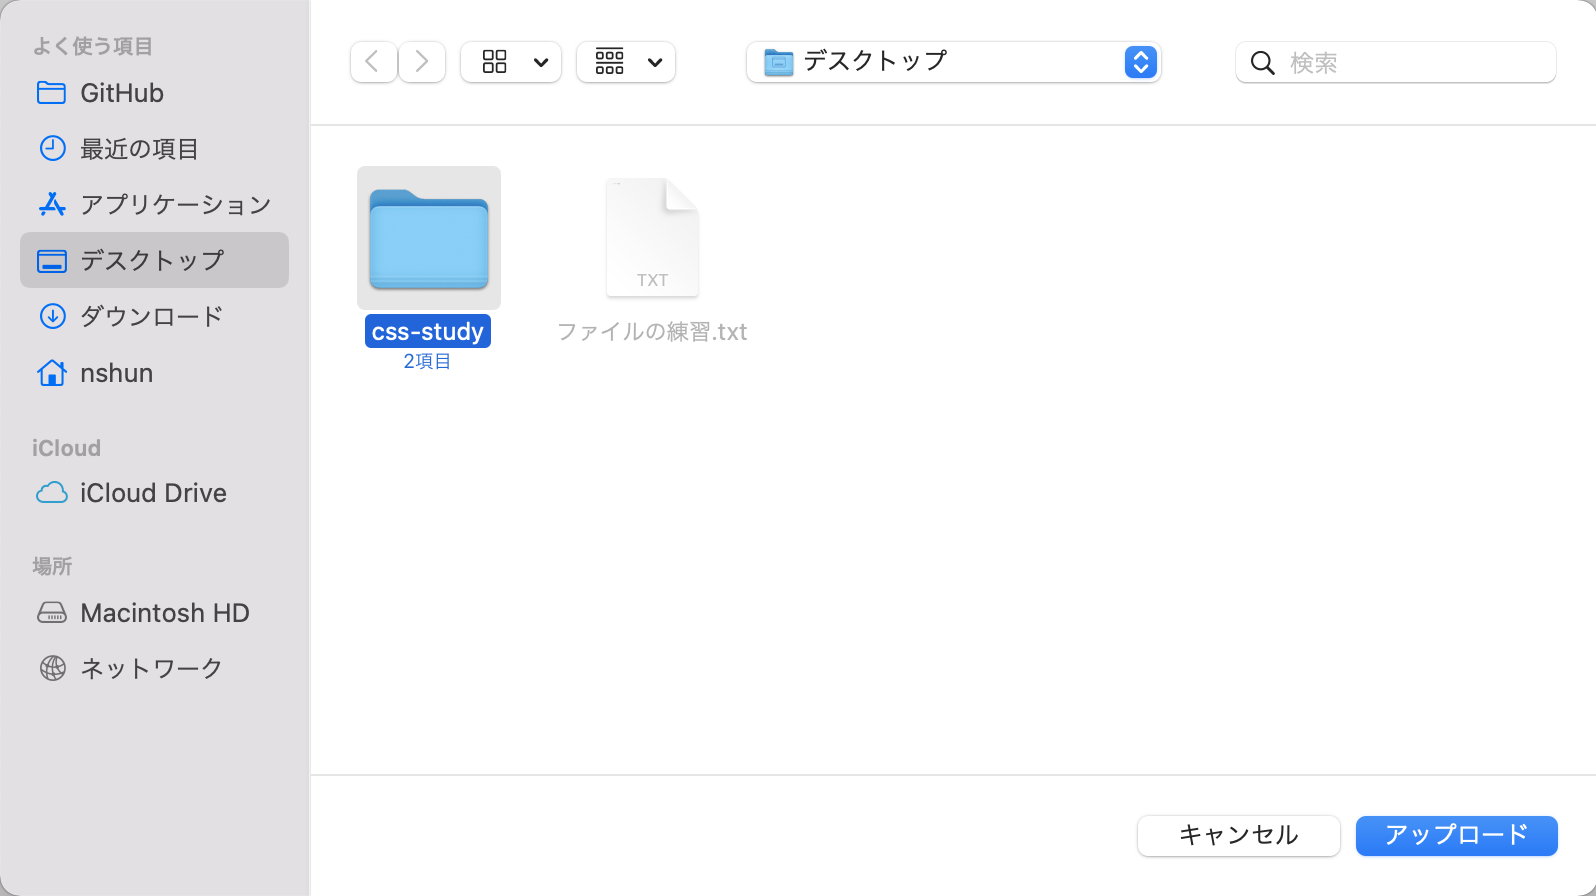 よく使う項目
GitHub
最近の項目
アプリケーション
デスクトップ
ダウンロード
nshun
iCloud
iCloud Drive
場所
Macintosh HD
ネットワーク
デスクトップ
検索
TXT
css-study
2項目
ファイルの練習.txt
キャンセル
アップロード